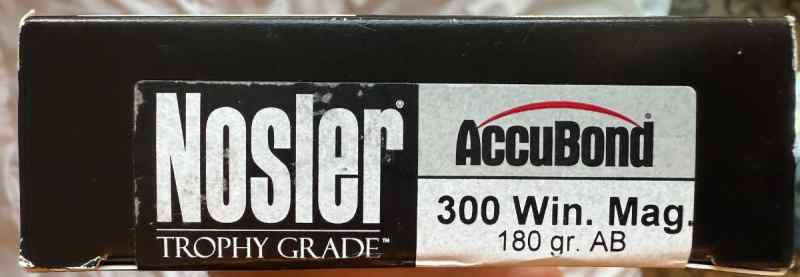 Nosler®
TROPHY GRADE™
AccuBond®
300 Win. Mag.
180 gr. AB